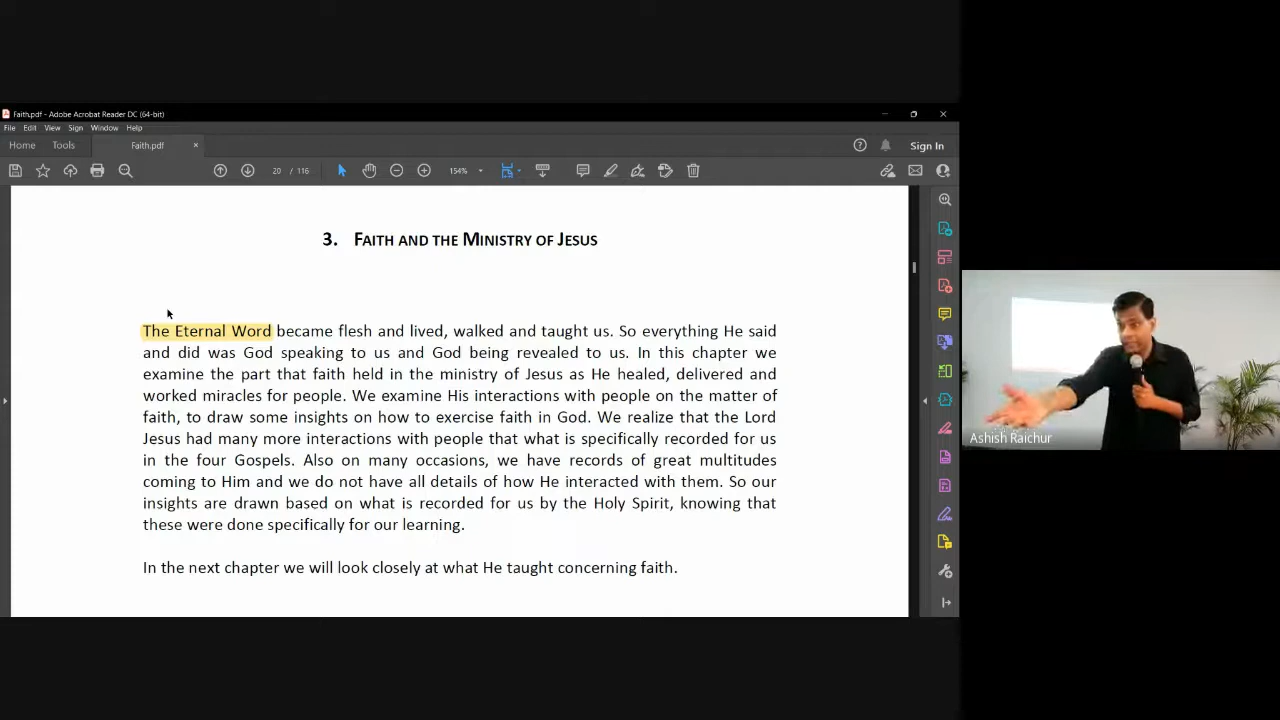 Faith.pdf - Adobe Acrobat Reader DC (64-bit)
File Edit View Sign Window Help
Home Tools Faith.pdf × Sign In
20 / 116 154%
3. FAITH AND THE MINISTRY OF JESUS
The Eternal Word became flesh and lived, walked and taught us. So everything He said
and did was God speaking to us and God being revealed to us. In this chapter we
examine the part that faith held in the ministry of Jesus as He healed, delivered and
worked miracles for people. We examine His interactions with people on the matter of
faith, to draw some insights on how to exercise faith in God. We realize that the Lord
Jesus had many more interactions with people that what is specifically recorded for us
in the four Gospels. Also on many occasions, we have records of great multitudes
coming to Him and we do not have all details of how He interacted with them. So our
insights are drawn based on what is recorded for us by the Holy Spirit, knowing that
these were done specifically for our learning.
In the next chapter we will look closely at what He taught concerning faith.
Ashish Raichur